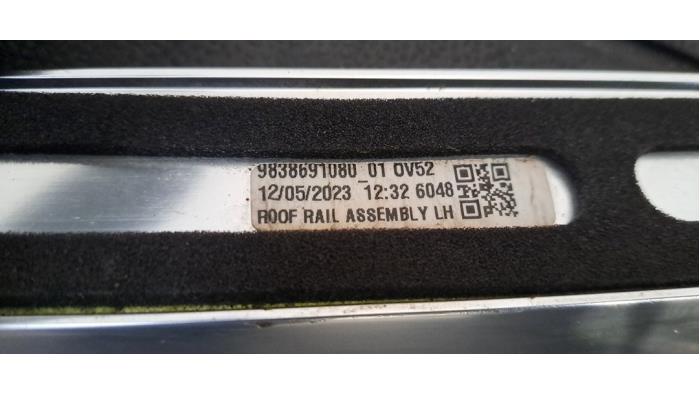 9838691080_01 OV52
12/05/2023 12:32 6048
ROOF RAIL ASSEMBLY LH